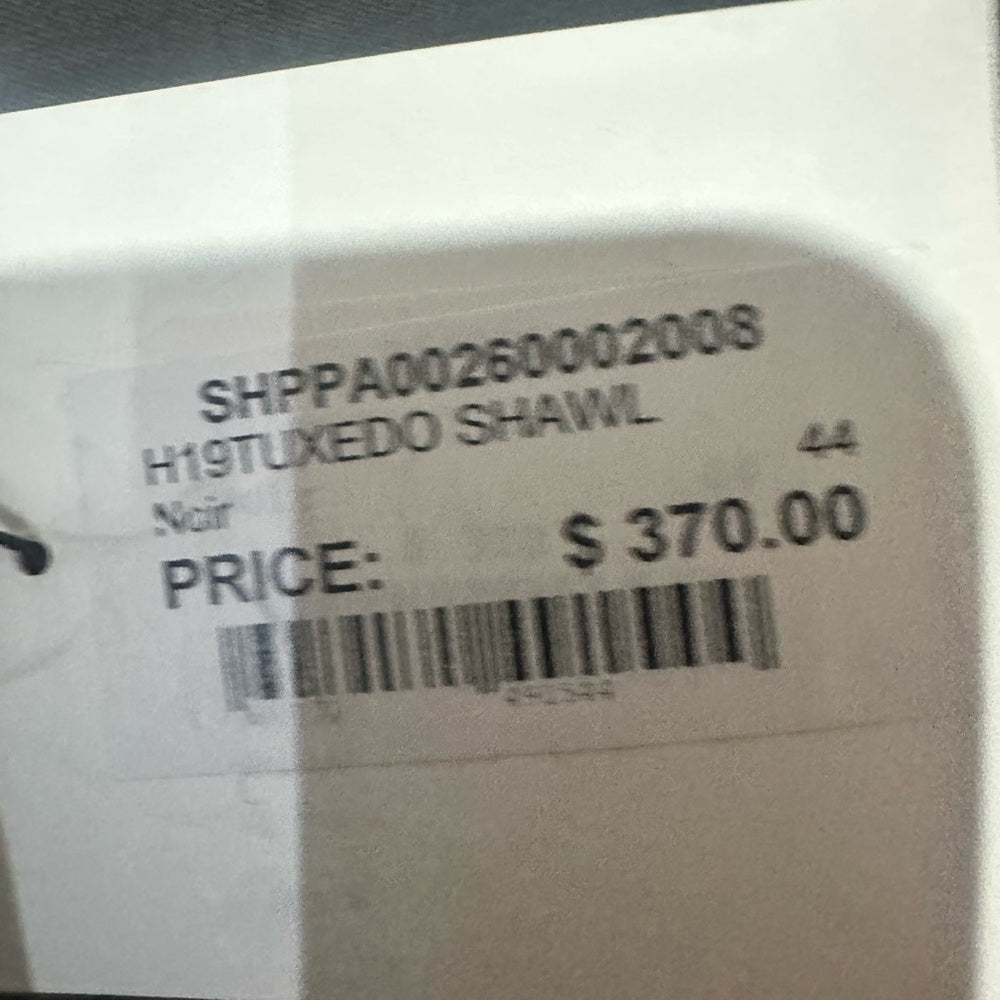 SHPPA00260002008
H19TUXEDO SHAWL
Noir 44
PRICE: $ 370.00